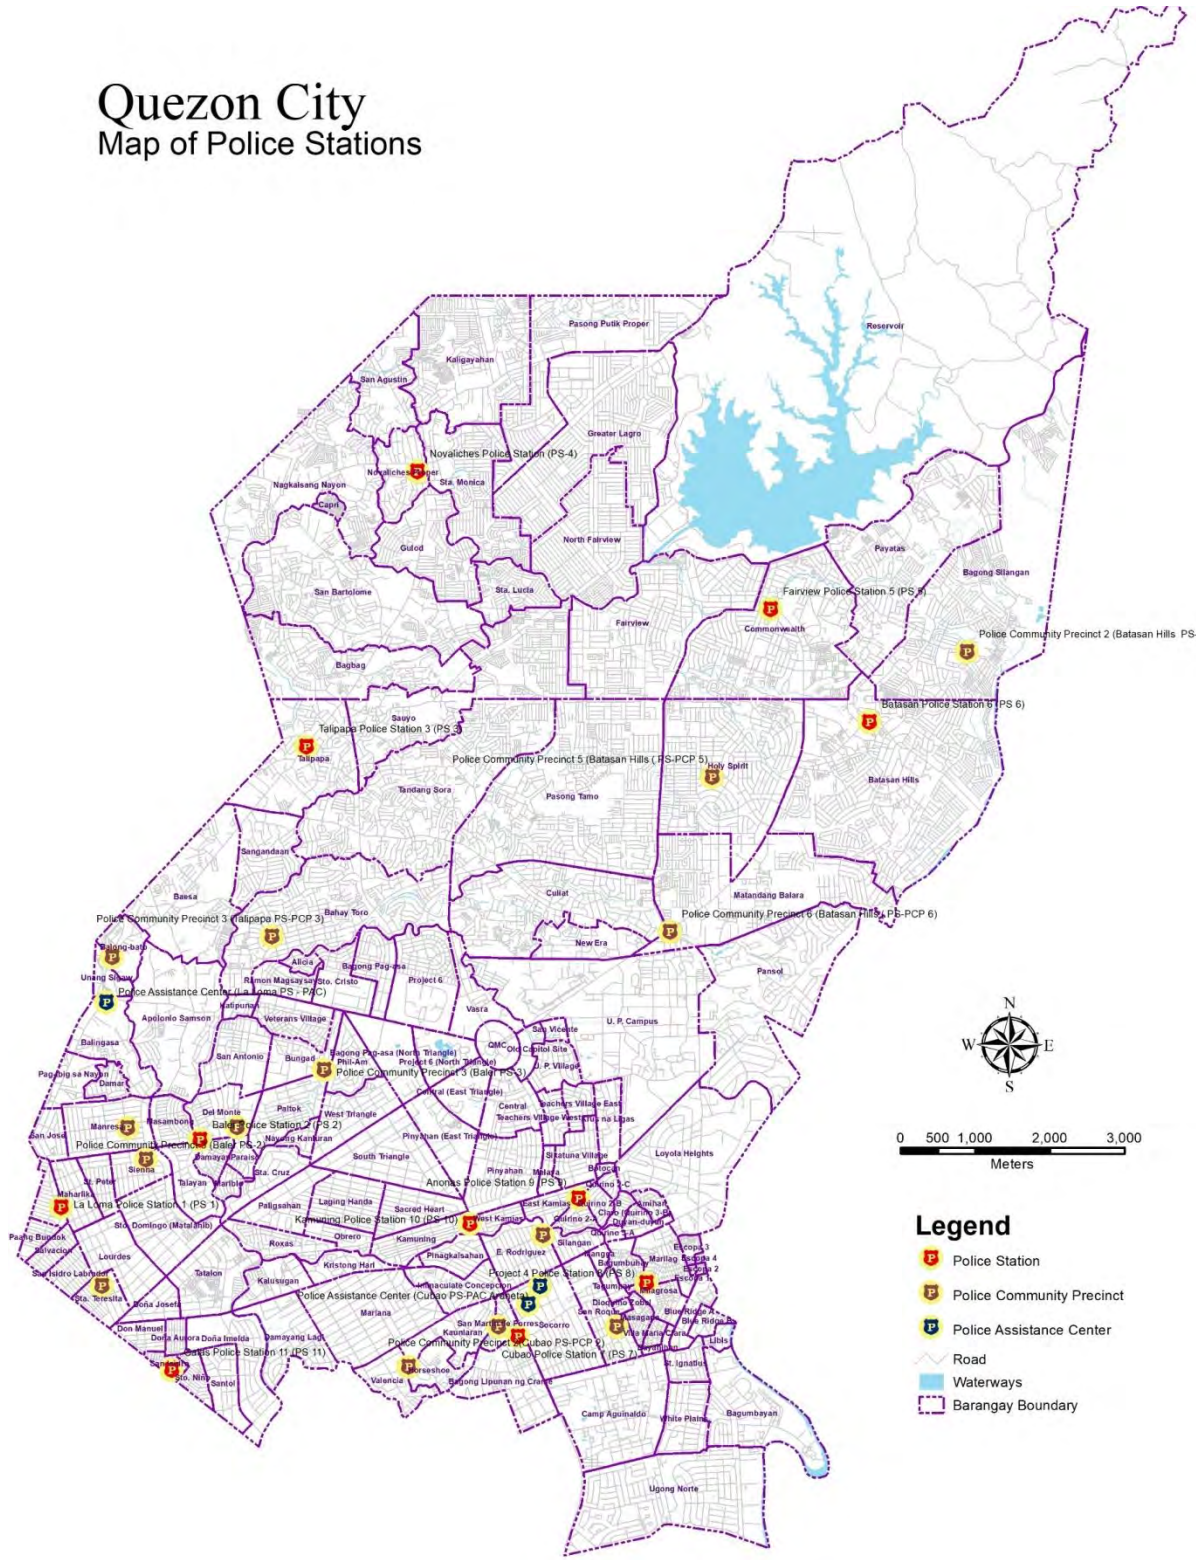 Quezon City
Map of Police Stations
Pasong Putik Proper
Reservoir
Kaligayahan
San Agustin
Greater Lagro
Novaliches Police Station (PS-4)
Nagkaisang Nayon
Sta. Monica
Capri
North Fairview
Gulod
Payatas
Bagong Silangan
San Bartolome
Sta. Lucia
Fairview Police Station 5 (PS 5)
Fairview
Commonwealth
Police Community Precinct 2 (Batasan Hills PS-
Bagbag
Batasan Police Station 6 (PS 6)
Sauyo
Talipapa Police Station 3 (PS 3)
Talipapa
Police Community Precinct 5 (Batasan Hills ( PS-PCP 5)
Holy Spirit
Batasan Hills
Tandang Sora
Pasong Tamo
Sangandaan
Baesa
Culiat
Matandang Balara
Police Community Precinct 3 (Talipapa PS-PCP 3)
Bahay Toro
Police Community Precinct 6 (Batasan Hills ( PS-PCP 6)
New Era
Balong-bato
Alicia
Bagong Pag-asa
Pansol
Unang Sigaw
Ramon Magsaysay
Sto. Cristo
Project 6
Police Assistance Center (La Loma PS - PAC)
Katipunan
Vasra
Apolonio Samson
Veterans Village
San Vicente
U. P. Campus
Balingasa
QMC
Old Capitol Site
San Antonio
Bungad
Bagong Pag-asa (North Triangle)
Phil-Am
Project 6 (North Triangle)
U. P. Village
Pag-ibig sa Nayon
Police Community Precinct 3 (Baler PS-3)
Damar
Central (East Triangle)
Central
Teachers Village East
Del Monte
Paltok
West Triangle
Teachers Village West
Krus na Ligas
Manresa
Masambong
Baler Police Station 2 (PS 2)
San Jose
Nayong Kanluran
Pinyahan (East Triangle)
Damayan
Paraiso
South Triangle
Sikatuna Village
Loyola Heights
Sienna
Sta. Cruz
Pinyahan
Malaya
Botocan
St. Peter
Talayan
Mariblo
Anonas Police Station 9 (PS 9)
Quirino 2-C
Maharlika
La Loma Police Station 1 (PS 1)
Paligsahan
Laging Handa
Sacred Heart
East Kamias
Quirino 2-B
Amihan
Claro (Quirino 3-B)
Sto. Domingo (Matalahib)
Kamuning Police Station 10 (PS 10)
West Kamias
Quirino 2-A
Duyan-duyan
Paang Bundok
Salvacion
Roxas
Obrero
Kamuning
Silangan
Quirino 3-A
Lourdes
Pinagkaisahan
E. Rodriguez
Mangga
Marilag
Escopa 3
Escopa 4
Escopa 2
Escopa 1
San Isidro Labrador
Tatalon
Kristong Hari
Bagumbuhay
Kalusugan
Project 4 Police Station 8 (PS 8)
Immaculate Concepcion
Tagumpay
Milagrosa
Sta. Teresita
Doña Josefa
Police Assistance Center (Cubao PS-PAC Araneta)
Dioquino Zobel
Mariana
San Roque
Masagana
Blue Ridge A
Blue Ridge B
Don Manuel
San Martin de Porres
Socorro
Kaunlaran
Villa Maria Clara
Libis
Doña Aurora
Doña Imelda
Damayang Lagi
Police Community Precinct 2 (Cubao PS-PCP 2)
Cubao Police Station 7 (PS 7)
Bayanihan
Galas Police Station 11 (PS 11)
St. Ignatius
Sto. Niño
Santol
Valencia
Horseshoe
Bagong Lipunan ng Crame
Camp Aguinaldo
White Plains
Bagumbayan
Ugong Norte
N
W
E
S
0 500 1,000 2,000 3,000
Meters
Legend
Police Station
Police Community Precinct
Police Assistance Center
Road
Waterways
Barangay Boundary